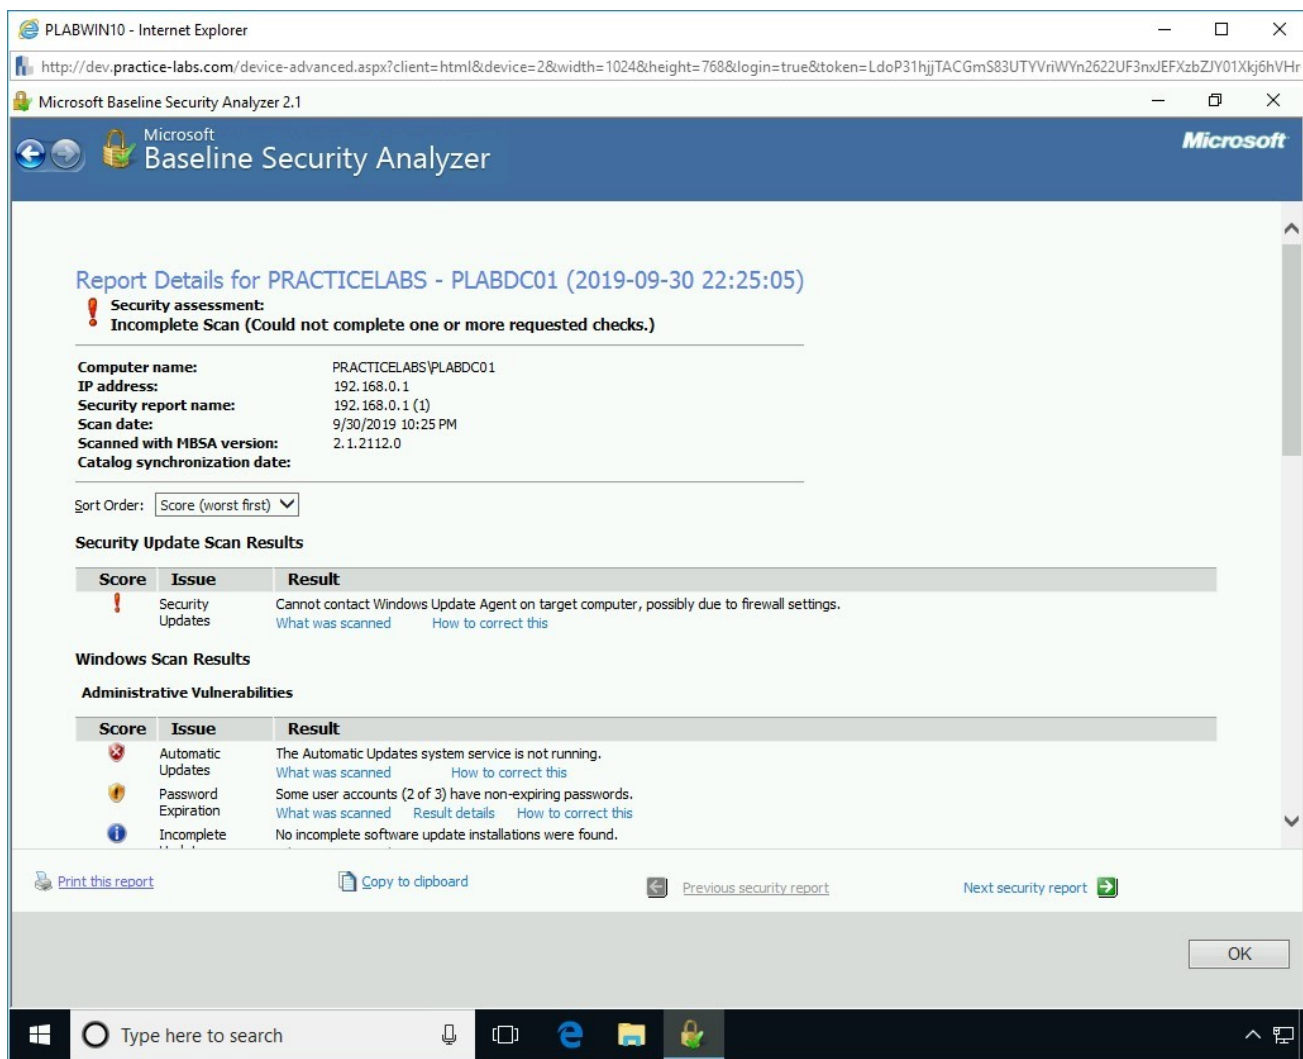 PLABWIN10 - Internet Explorer
http://dev.practice-labs.com/device-advanced.aspx?client=html&device=2&width=1024&height=768&login=true&token=LdoP31hjjTACGmS83UTYVriWYn2622UF3nxJEFXzbZJY01Xkj6hVHr
Microsoft Baseline Security Analyzer 2.1
Microsoft
Baseline Security Analyzer
Microsoft
Report Details for PRACTICELABS - PLABDC01 (2019-09-30 22:25:05)
Security assessment:
Incomplete Scan (Could not complete one or more requested checks.)
Computer name: PRACTICELABS\PLABDC01
IP address: 192.168.0.1
Security report name: 192.168.0.1 (1)
Scan date: 9/30/2019 10:25 PM
Scanned with MBSA version: 2.1.2112.0
Catalog synchronization date:
Sort Order: Score (worst first)
Security Update Scan Results
Score Issue Result
Security Updates Cannot contact Windows Update Agent on target computer, possibly due to firewall settings.
What was scanned How to correct this
Windows Scan Results
Administrative Vulnerabilities
Score Issue Result
Automatic Updates The Automatic Updates system service is not running.
What was scanned How to correct this
Password Expiration Some user accounts (2 of 3) have non-expiring passwords.
What was scanned Result details How to correct this
Incomplete No incomplete software update installations were found.
Print this report Copy to clipboard Previous security report Next security report
OK
Type here to search